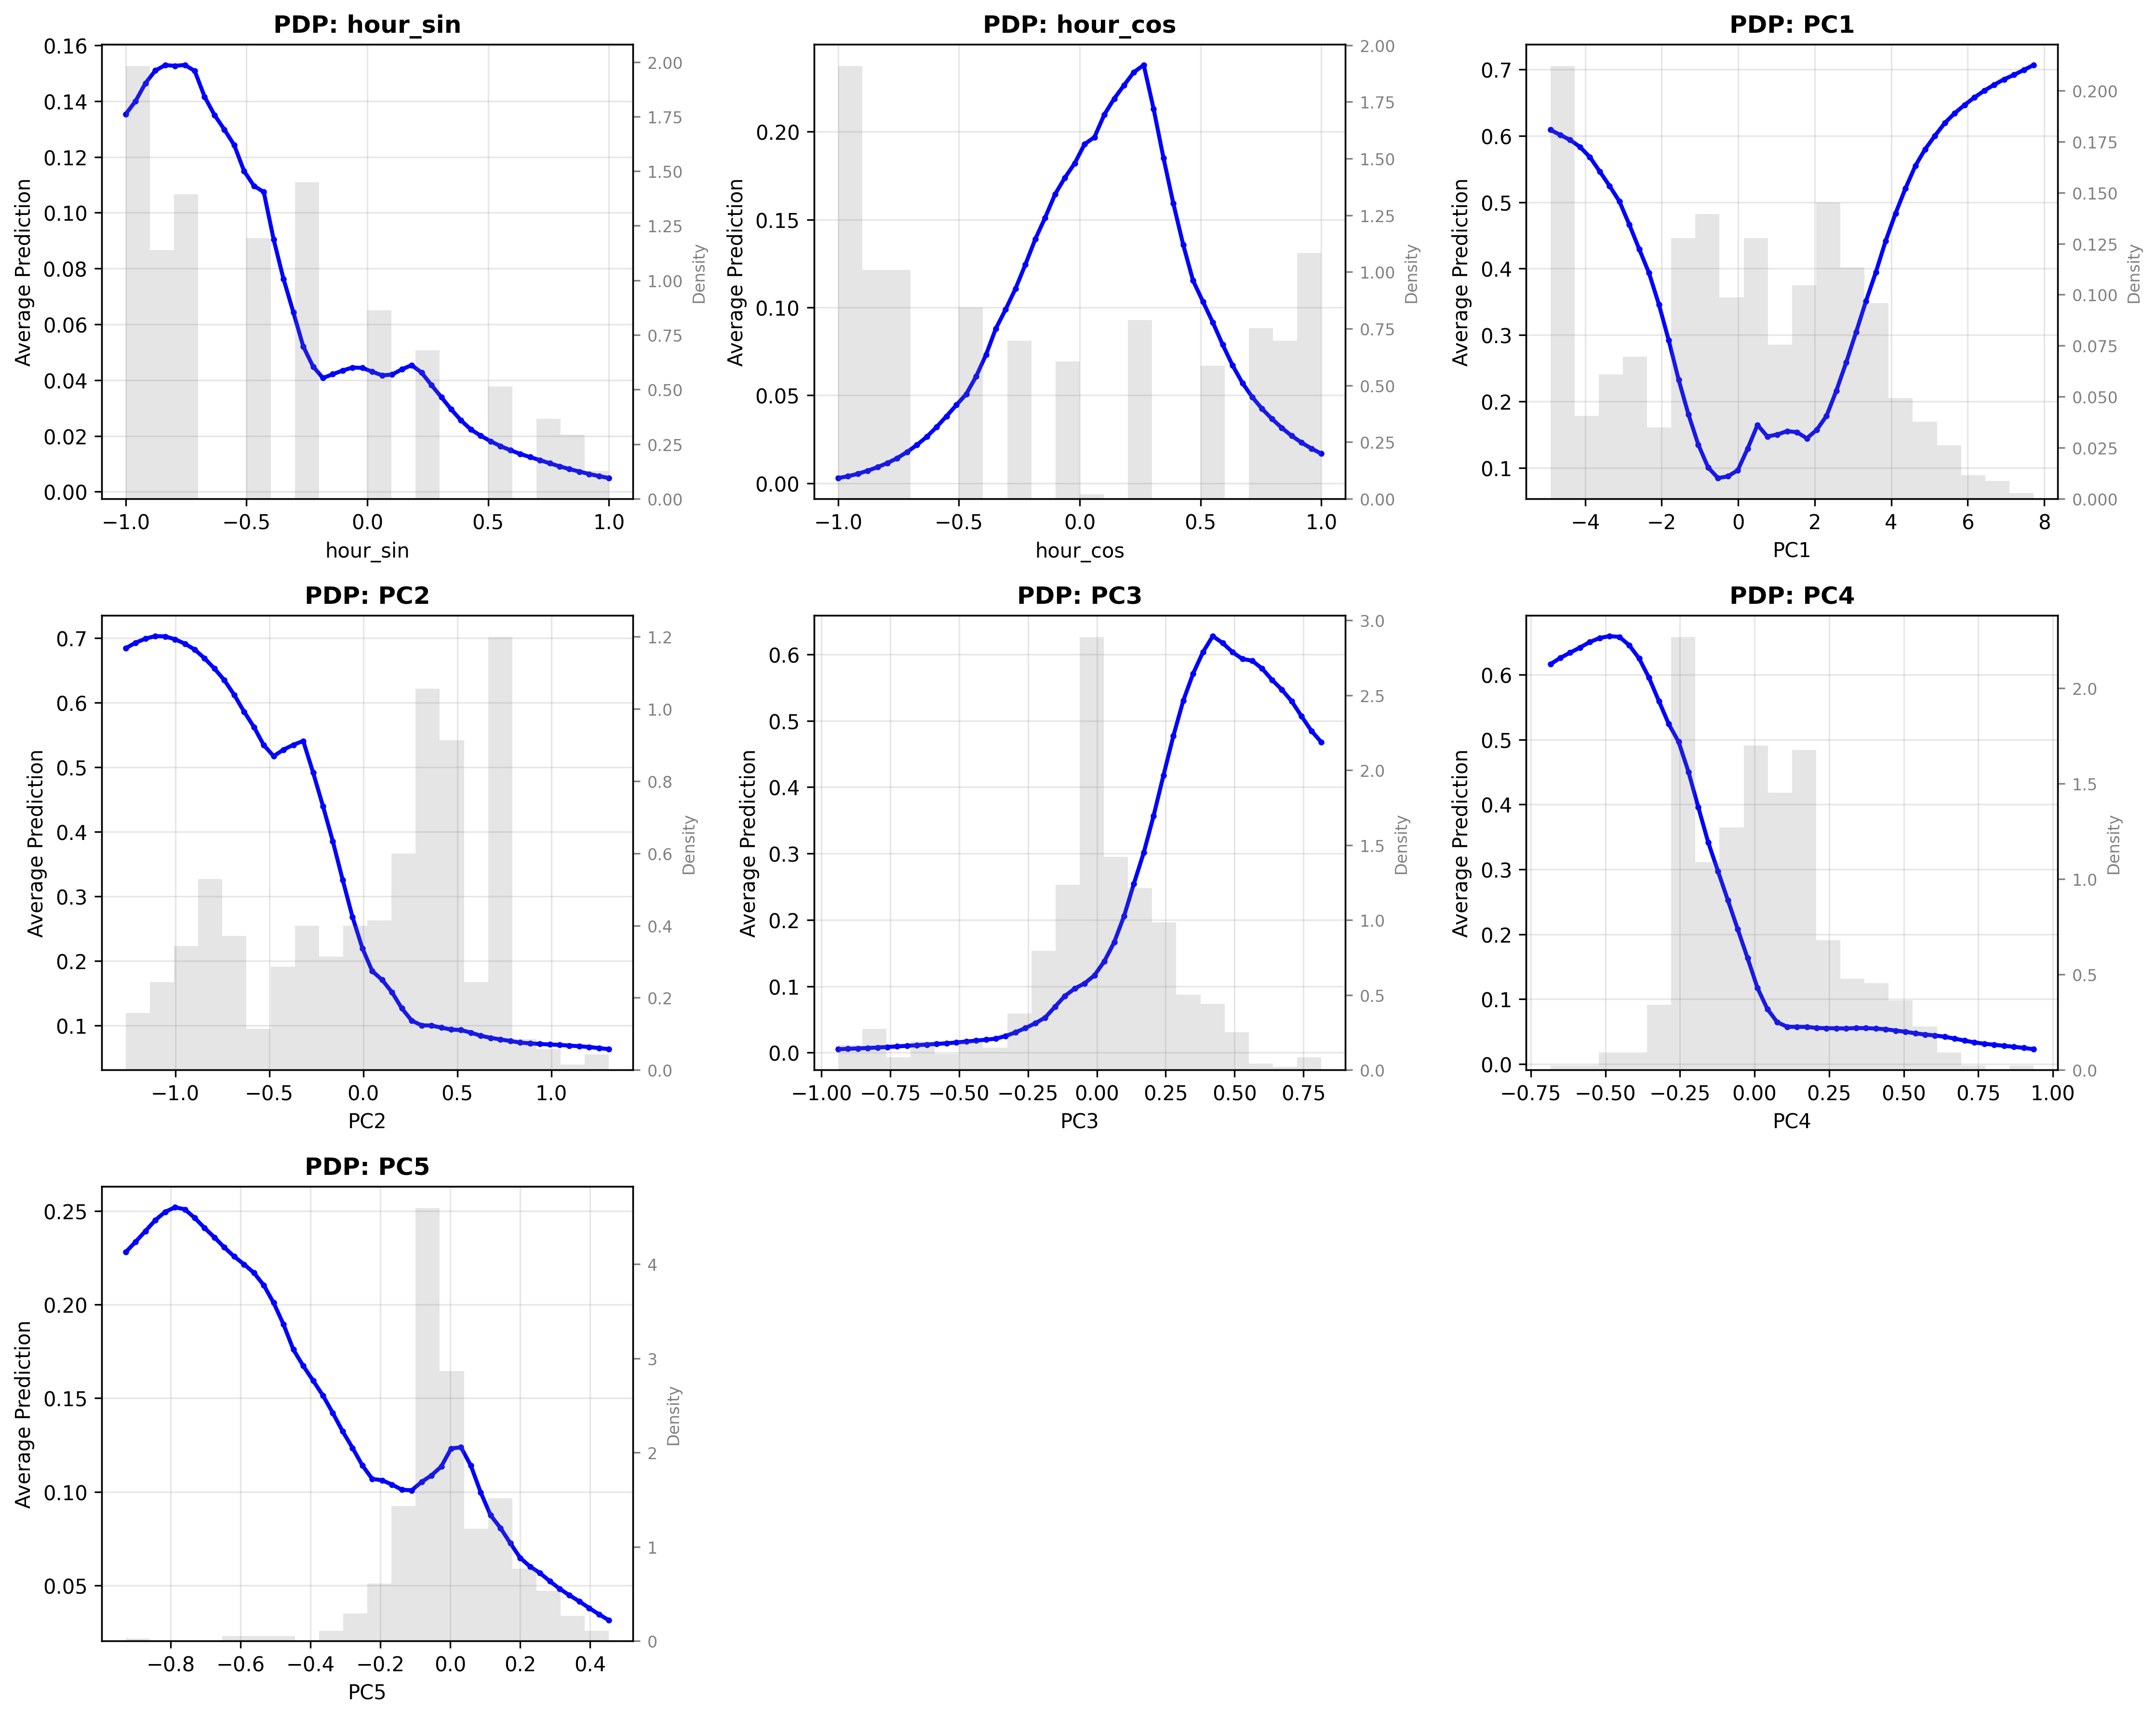 PDP: hour_sin
0.16
0.14
0.12
0.10
0.08
0.06
0.04
0.02
0.00
Average Prediction
2.00
1.75
1.50
1.25
1.00
0.75
0.50
0.25
0.00
Density
−1.0 −0.5 0.0 0.5 1.0
hour_sin
PDP: hour_cos
0.20
0.15
0.10
0.05
0.00
Average Prediction
2.00
1.75
1.50
1.25
1.00
0.75
0.50
0.25
0.00
Density
−1.0 −0.5 0.0 0.5 1.0
hour_cos
PDP: PC1
0.7
0.6
0.5
0.4
0.3
0.2
0.1
Average Prediction
0.200
0.175
0.150
0.125
0.100
0.075
0.050
0.025
0.000
Density
−4 −2 0 2 4 6 8
PC1
PDP: PC2
0.7
0.6
0.5
0.4
0.3
0.2
0.1
Average Prediction
1.2
1.0
0.8
0.6
0.4
0.2
0.0
Density
−1.0 −0.5 0.0 0.5 1.0
PC2
PDP: PC3
0.6
0.5
0.4
0.3
0.2
0.1
0.0
Average Prediction
3.0
2.5
2.0
1.5
1.0
0.5
0.0
Density
−1.00 −0.75 −0.50 −0.25 0.00 0.25 0.50 0.75
PC3
PDP: PC4
0.6
0.5
0.4
0.3
0.2
0.1
0.0
Average Prediction
2.0
1.5
1.0
0.5
0.0
Density
−0.75 −0.50 −0.25 0.00 0.25 0.50 0.75 1.00
PC4
PDP: PC5
0.25
0.20
0.15
0.10
0.05
Average Prediction
4
3
2
1
0
Density
−0.8 −0.6 −0.4 −0.2 0.0 0.2 0.4
PC5